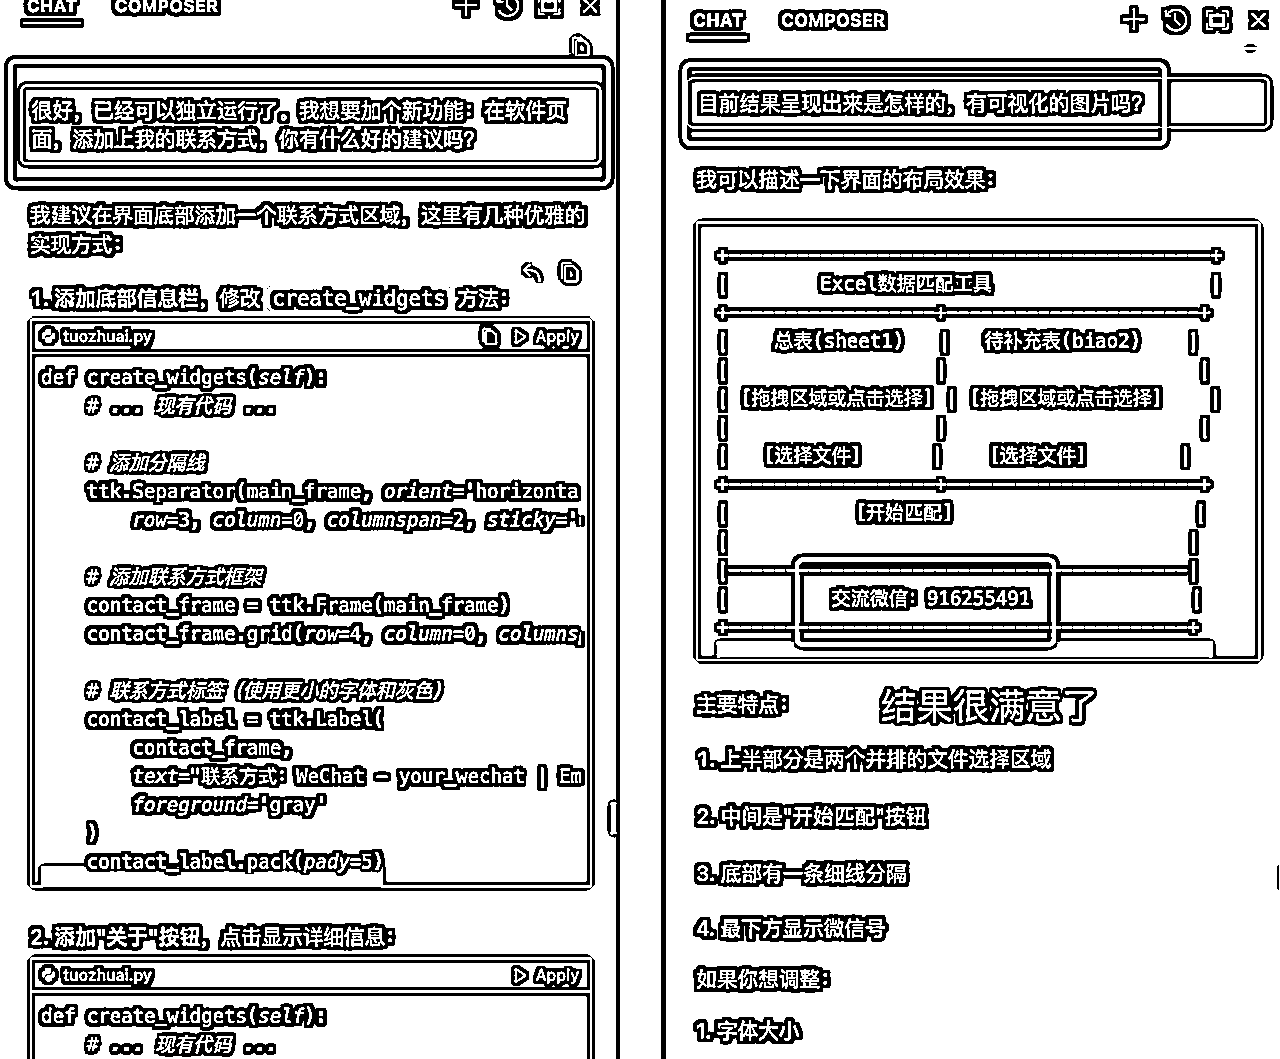 CHAT COMPOSER
很好，已经可以独立运行了。我想要加个新功能：在软件页
面，添加上我的联系方式，你有什么好的建议吗？
我建议在界面底部添加一个联系方式区域，这里有几种优雅的
实现方式：
1. 添加底部信息栏，修改 create_widgets 方法：
tuozhuai.py Apply
def create_widgets(self):
# ... 现有代码 ...
# 添加分隔线
ttk.Separator(main_frame, orient='horizonta
row=3, column=0, columnspan=2, sticky='
# 添加联系方式框架
contact_frame = ttk.Frame(main_frame)
contact_frame.grid(row=4, column=0, columns
# 联系方式标签（使用更小的字体和灰色）
contact_label = ttk.Label(
contact_frame,
text="联系方式：WeChat - your_wechat | Em
foreground='gray'
)
contact_label.pack(pady=5)
2. 添加"关于"按钮，点击显示详细信息：
tuozhuai.py Apply
def create_widgets(self):
# ... 现有代码 ...
CHAT COMPOSER
目前结果呈现出来是怎样的，有可视化的图片吗？
我可以描述一下界面的布局效果：
Excel数据匹配工具
总表(sheet1) | 待补充表(biao2)
[拖拽区域或点击选择] | [拖拽区域或点击选择]
[选择文件] | [选择文件]
[开始匹配]
交流微信：916255491
主要特点：
结果很满意了
1. 上半部分是两个并排的文件选择区域
2. 中间是"开始匹配"按钮
3. 底部有一条细线分隔
4. 最下方显示微信号
如果你想调整：
1. 字体大小